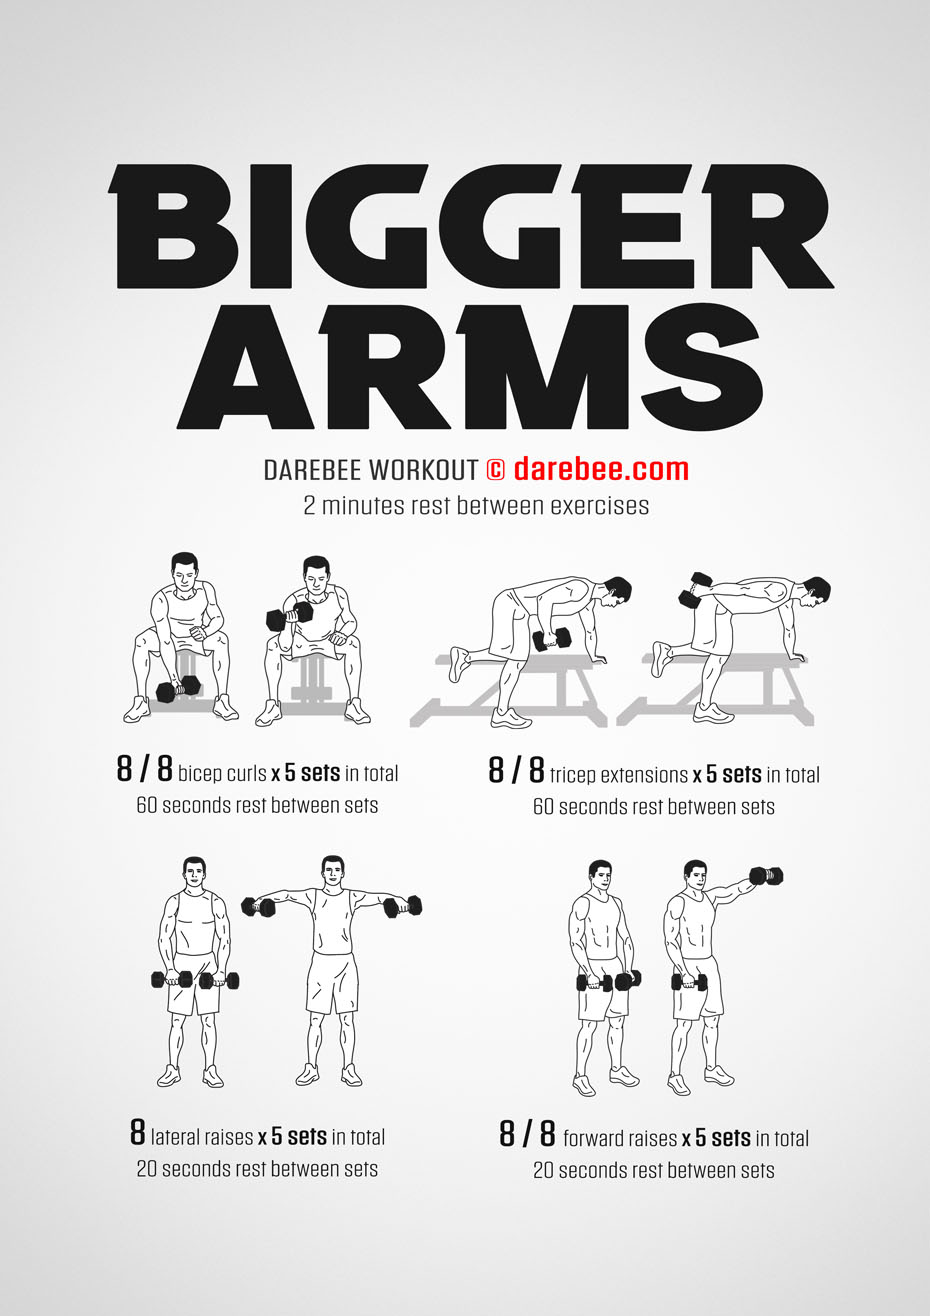 BIGGER
ARMS
DAREBEE WORKOUT © darebee.com
2 minutes rest between exercises
8 / 8 bicep curls x 5 sets in total
60 seconds rest between sets
8 / 8 tricep extensions x 5 sets in total
60 seconds rest between sets
8 lateral raises x 5 sets in total
20 seconds rest between sets
8 / 8 forward raises x 5 sets in total
20 seconds rest between sets